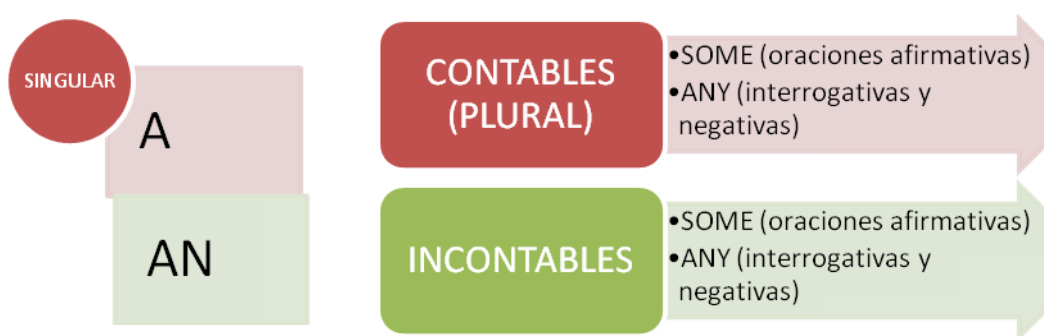 SINGULAR
A
AN
CONTABLES
(PLURAL)
•SOME (oraciones afirmativas)
•ANY (interrogativas y
negativas)
INCONTABLES
•SOME (oraciones afirmativas)
•ANY (interrogativas y
negativas)